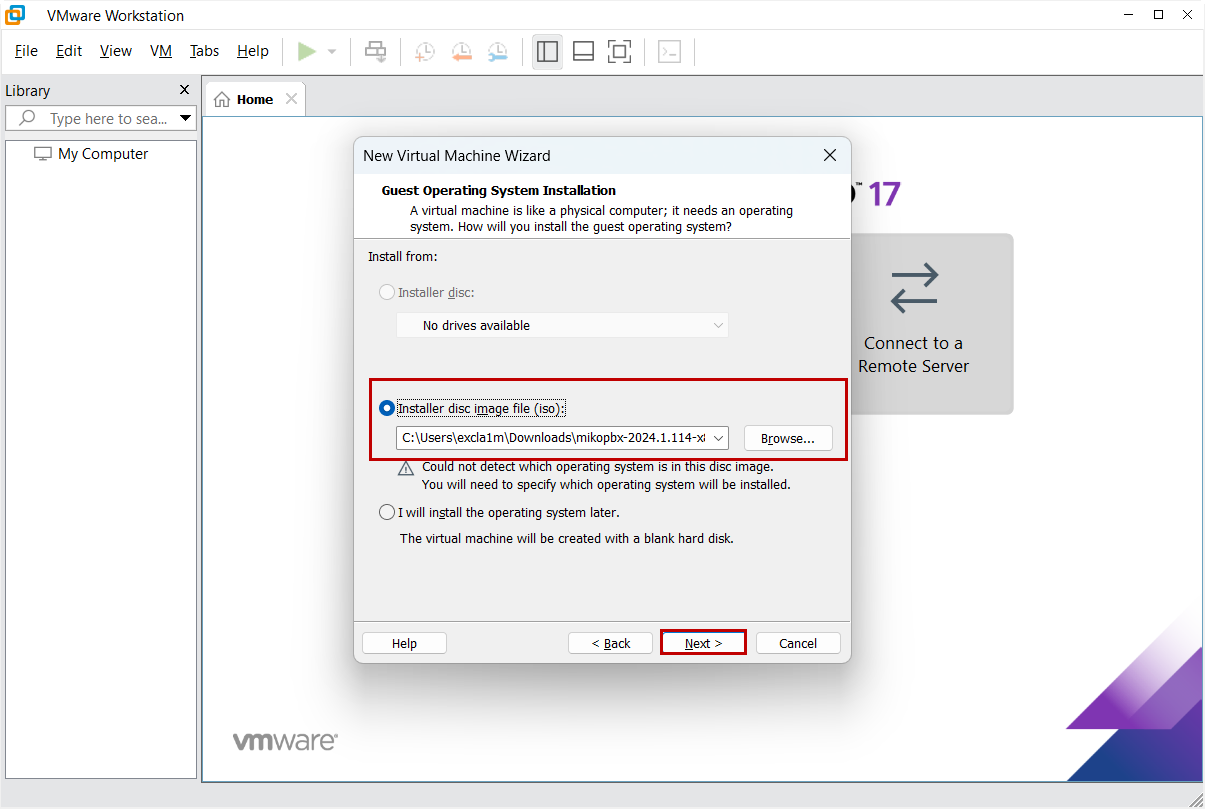 VMware Workstation
File Edit View VM Tabs Help
Library
Type here to sea...
My Computer
Home
™ 17
Connect to a
Remote Server
New Virtual Machine Wizard
Guest Operating System Installation
A virtual machine is like a physical computer; it needs an operating
system. How will you install the guest operating system?
Install from:
Installer disc:
No drives available
Installer disc image file (iso):
C:\Users\excla1m\Downloads\mikopbx-2024.1.114-x8
Browse...
Could not detect which operating system is in this disc image.
You will need to specify which operating system will be installed.
I will install the operating system later.
The virtual machine will be created with a blank hard disk.
Help
< Back
Next >
Cancel
vmware®